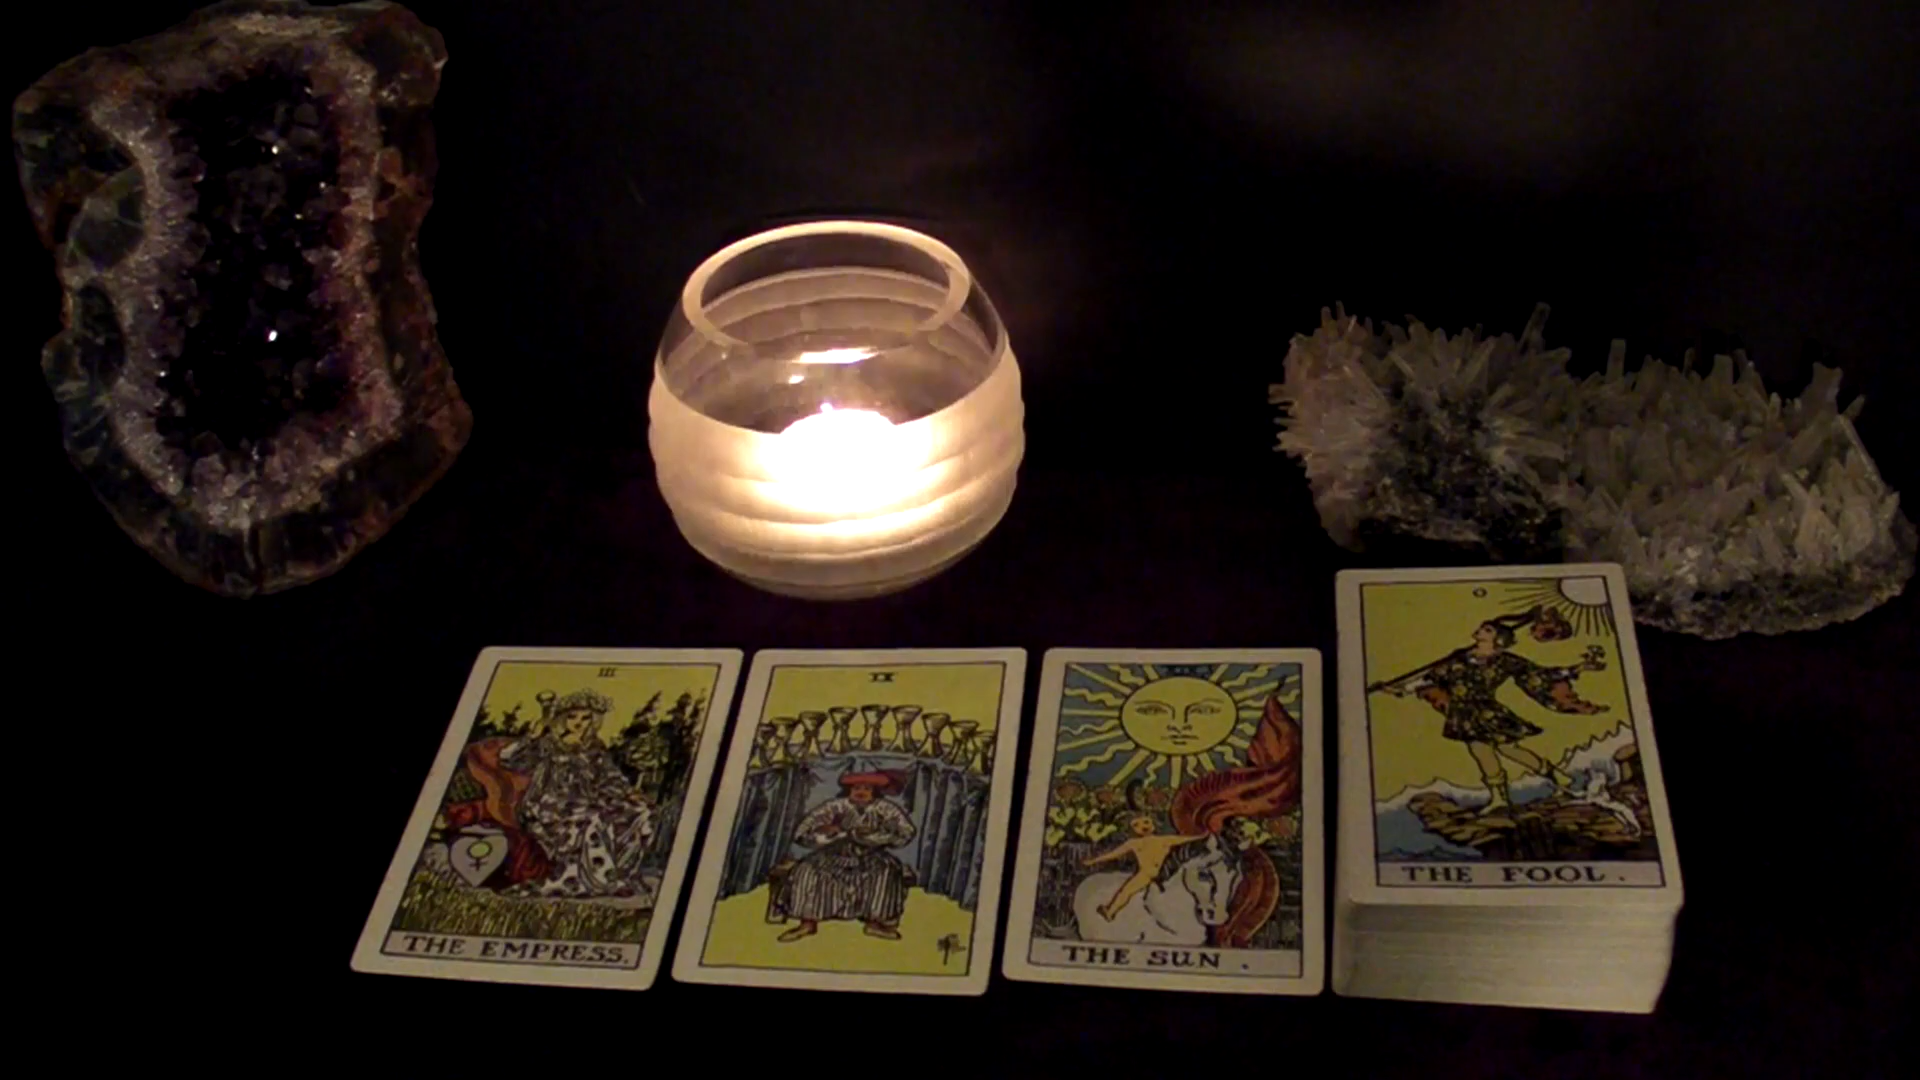 III
THE EMPRESS.
IX
THE SUN .
0
THE FOOL .